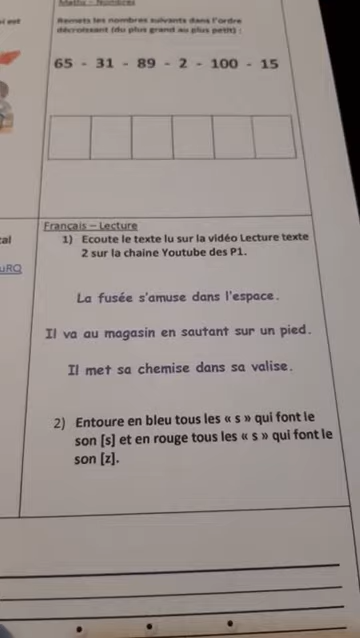 Maths - Nombres
Remets les nombres suivants dans l'ordre
décroissant (du plus grand au plus petit) :
65 - 31 - 89 - 2 - 100 - 15
Français – Lecture
1) Ecoute le texte lu sur la vidéo Lecture texte
2 sur la chaine Youtube des P1.
uRQ
La fusée s'amuse dans l'espace.
Il va au magasin en sautant sur un pied.
Il met sa chemise dans sa valise.
2) Entoure en bleu tous les « s » qui font le
son [s] et en rouge tous les « s » qui font le
son [z].